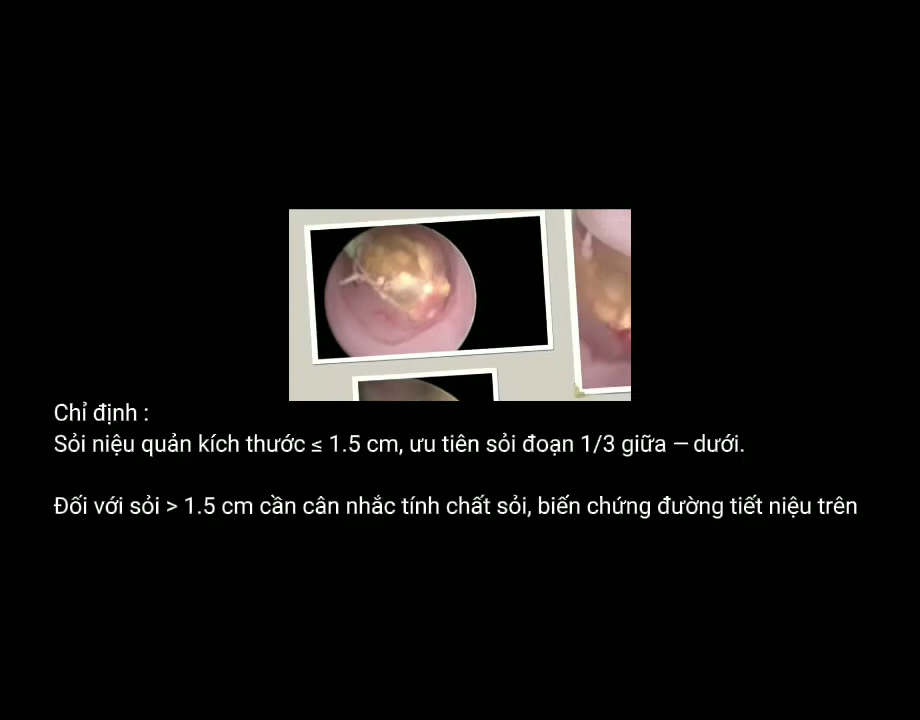 Chỉ định :
Sỏi niệu quản kích thước ≤ 1.5 cm, ưu tiên sỏi đoạn 1/3 giữa – dưới.
Đối với sỏi > 1.5 cm cần cân nhắc tính chất sỏi, biến chứng đường tiết niệu trên